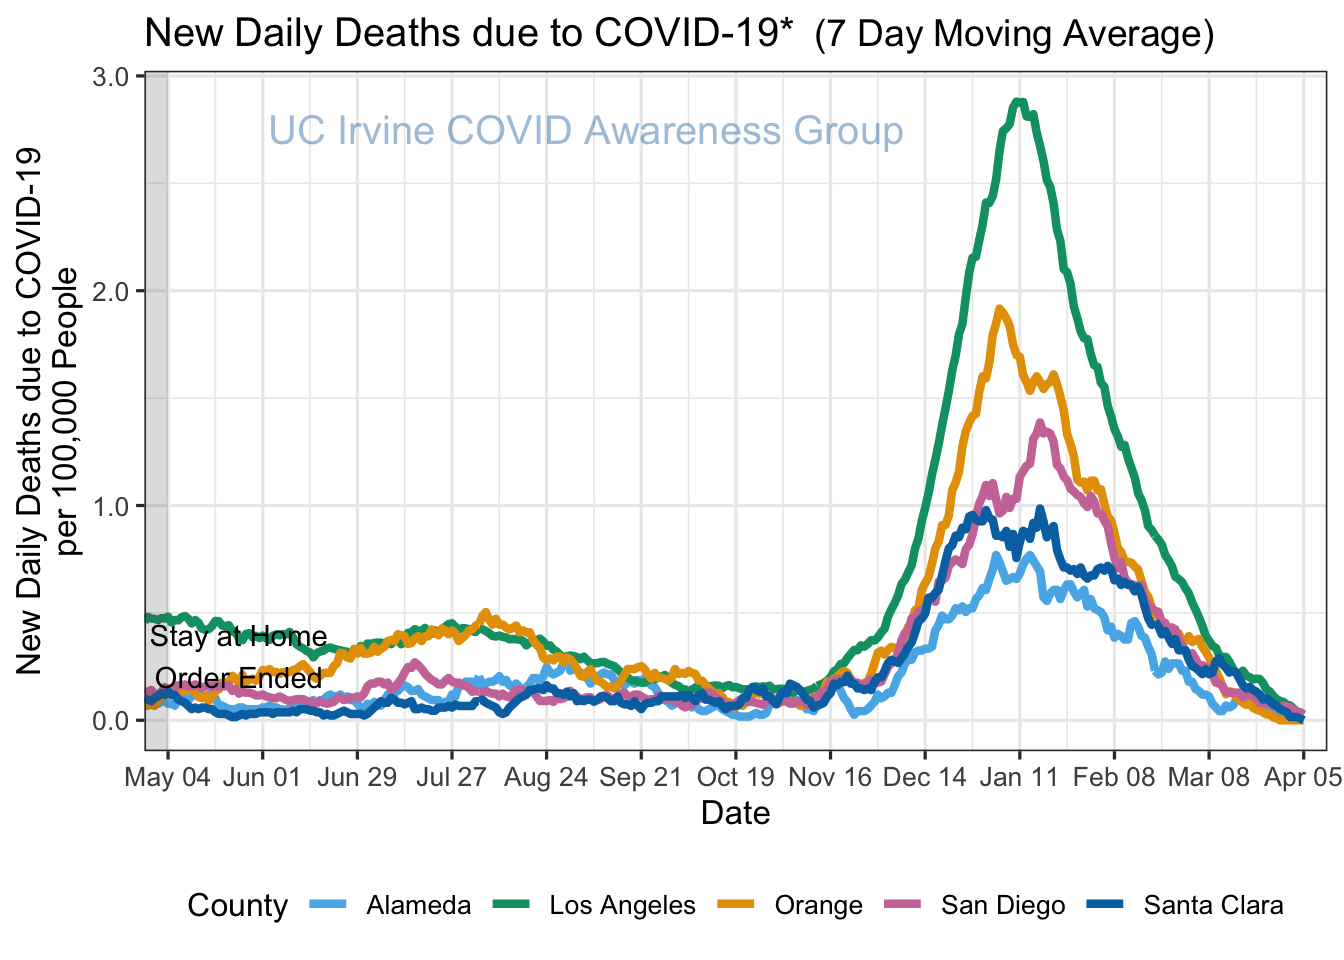 New Daily Deaths due to COVID-19* (7 Day Moving Average)
UC Irvine COVID Awareness Group
New Daily Deaths due to COVID-19
per 100,000 People
3.0
2.0
1.0
0.0
Stay at Home
Order Ended
May 04 Jun 01 Jun 29 Jul 27 Aug 24 Sep 21 Oct 19 Nov 16 Dec 14 Jan 11 Feb 08 Mar 08 Apr 05
Date
County Alameda Los Angeles Orange San Diego Santa Clara